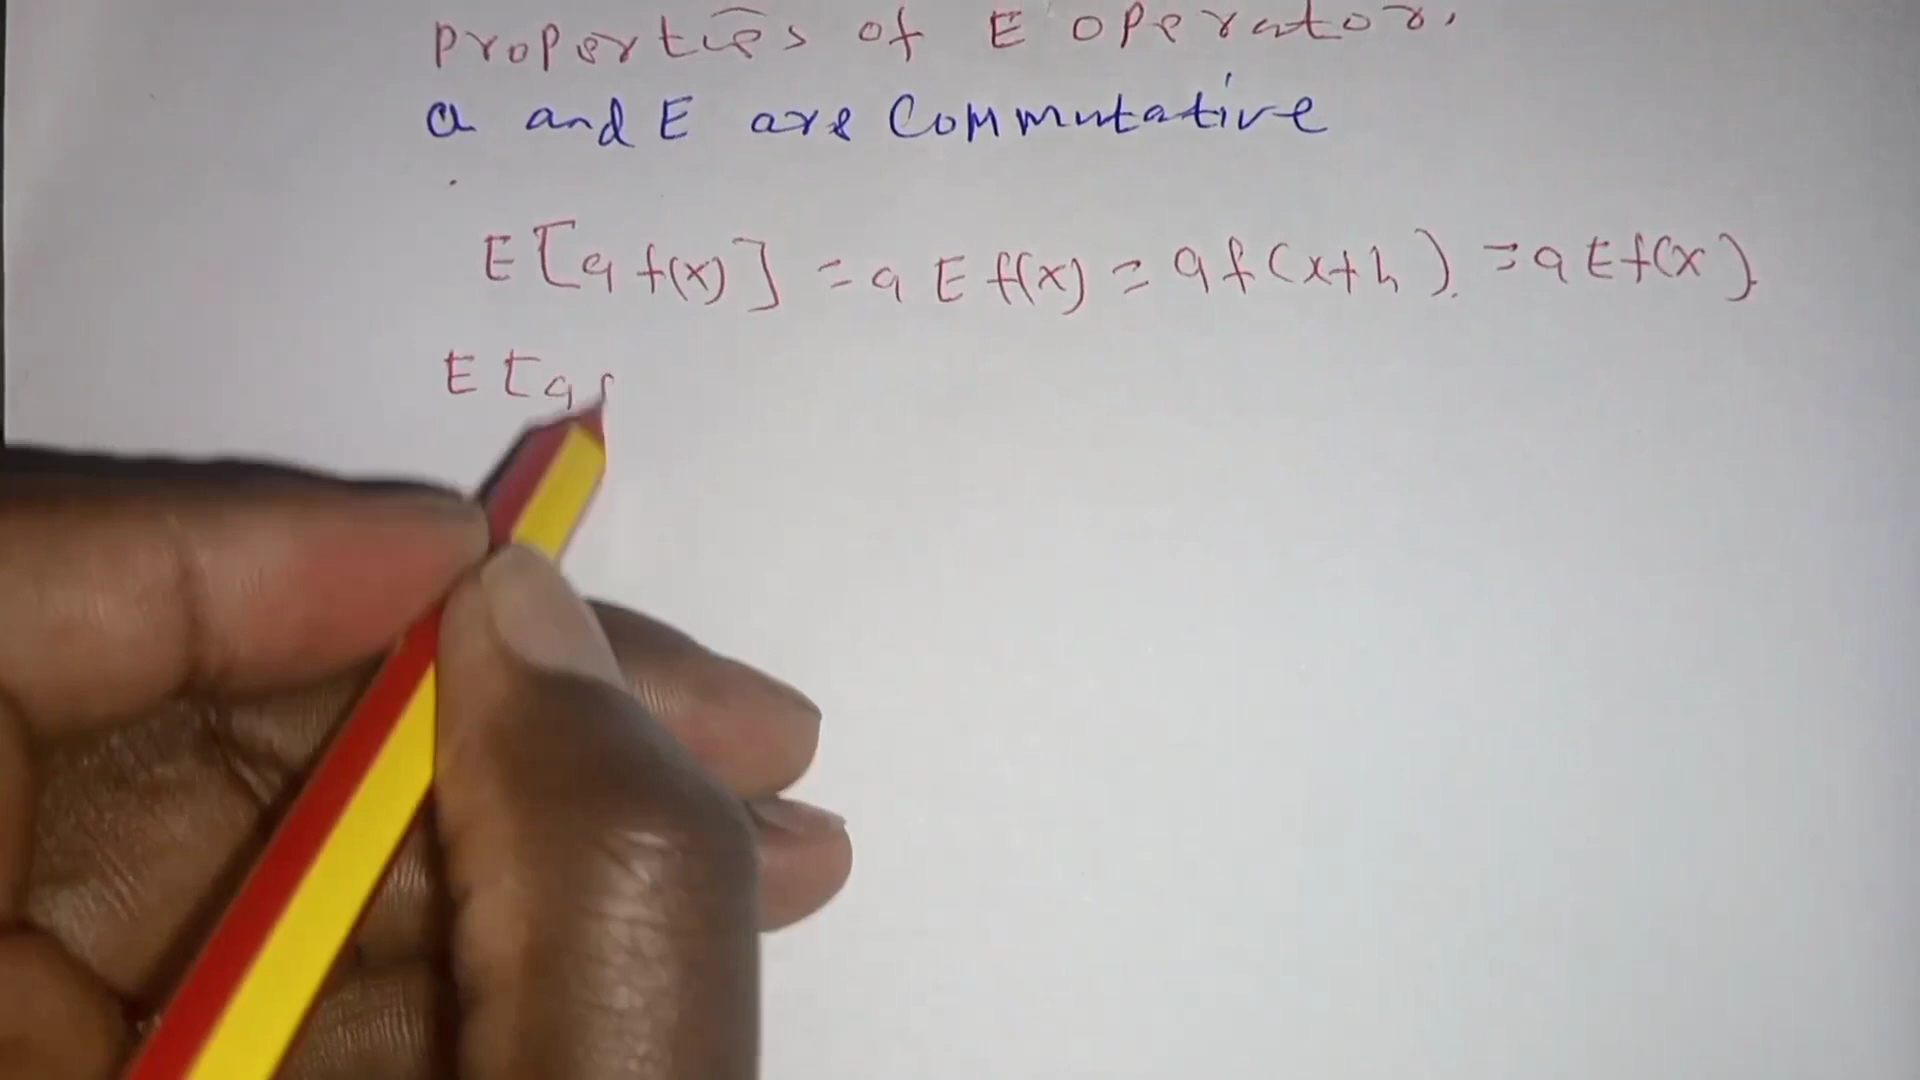 properties of E operator.
a and E are Commutative
E[a f(x)] = a E f(x) = a f(x+h). = a E f(x).
E [a f